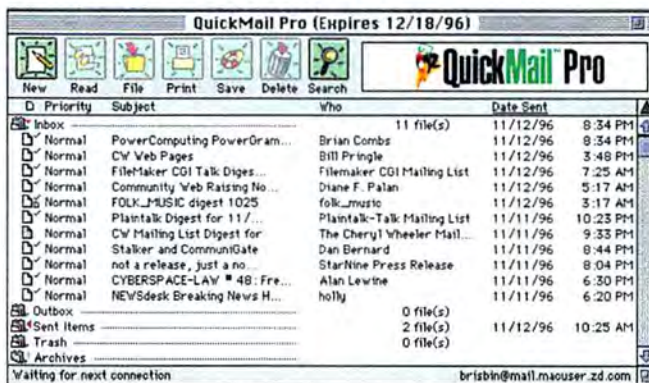 QuickMail Pro (Expires 12/18/96)
New Read File Print Save Delete Search
QuickMail™ Pro
D Priority Subject Who Date Sent
Inbox 11 file(s) 11/12/96 8:34 PM
Normal PowerComputing PowerGram... Brian Combs 11/12/96 8:34 PM
Normal CW Web Pages Bill Pringle 11/12/96 3:48 PM
Normal FileMaker CGI Talk Diges... Filemaker CGI Mailing List 11/12/96 7:25 AM
Normal Community Web Raising No... Diane F. Palan 11/12/96 5:17 AM
Normal FOLK_MUSIC digest 1025 folk_music 11/12/96 3:17 AM
Normal Plaintalk Digest for 11/... Plaintalk-Talk Mailing List 11/11/96 10:23 PM
Normal CW Mailing List Digest for The Cheryl Wheeler Mail... 11/11/96 9:33 PM
Normal Stalker and CommuniGate Dan Bernard 11/11/96 8:44 PM
Normal not a release, just a no... StarNine Press Release 11/11/96 8:04 PM
Normal CYBERSPACE-LAW ■ 48: Fre... Alan Lewine 11/11/96 6:30 PM
Normal NEWSdesk Breaking News H... holly 11/11/96 6:20 PM
Outbox 0 file(s)
Sent Items 2 file(s) 11/12/96 10:25 AM
Trash 0 file(s)
Archives
Waiting for next connection brisbin@mail.macuser.zd.com